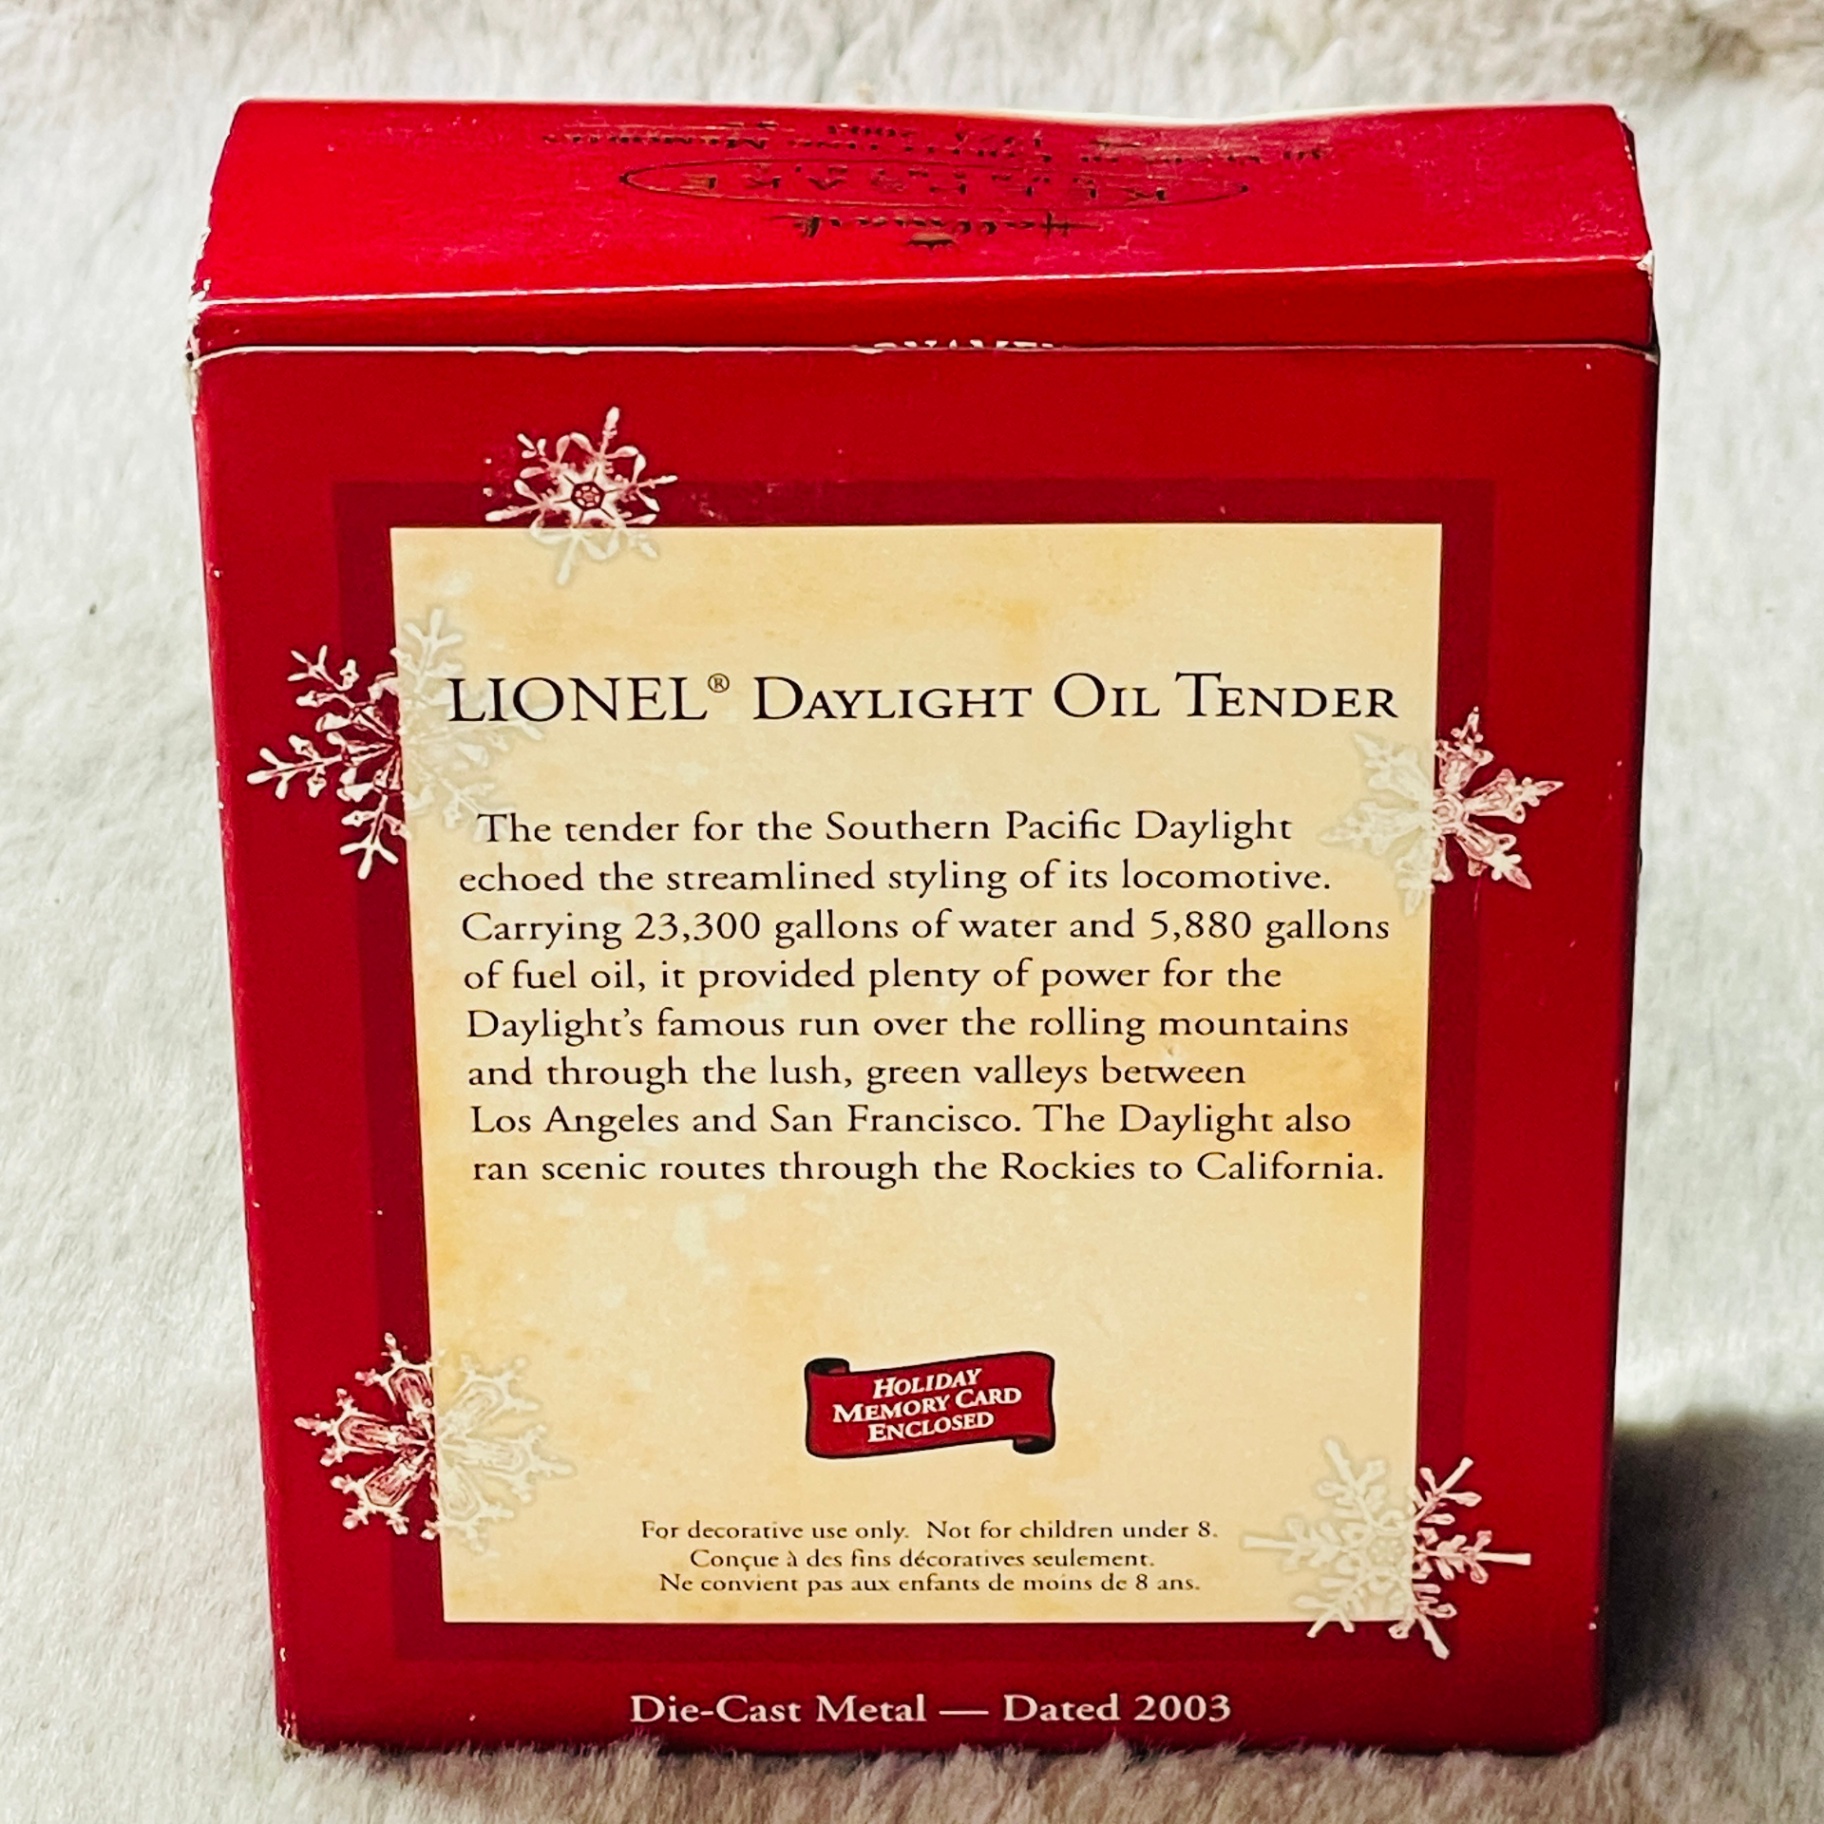 Hallmark
KEEPSAKE
LIONEL® DAYLIGHT OIL TENDER
The tender for the Southern Pacific Daylight
echoed the streamlined styling of its locomotive.
Carrying 23,300 gallons of water and 5,880 gallons
of fuel oil, it provided plenty of power for the
Daylight's famous run over the rolling mountains
and through the lush, green valleys between
Los Angeles and San Francisco. The Daylight also
ran scenic routes through the Rockies to California.
HOLIDAY
MEMORY CARD
ENCLOSED
For decorative use only. Not for children under 8.
Conçue à des fins décoratives seulement.
Ne convient pas aux enfants de moins de 8 ans.
Die-Cast Metal — Dated 2003